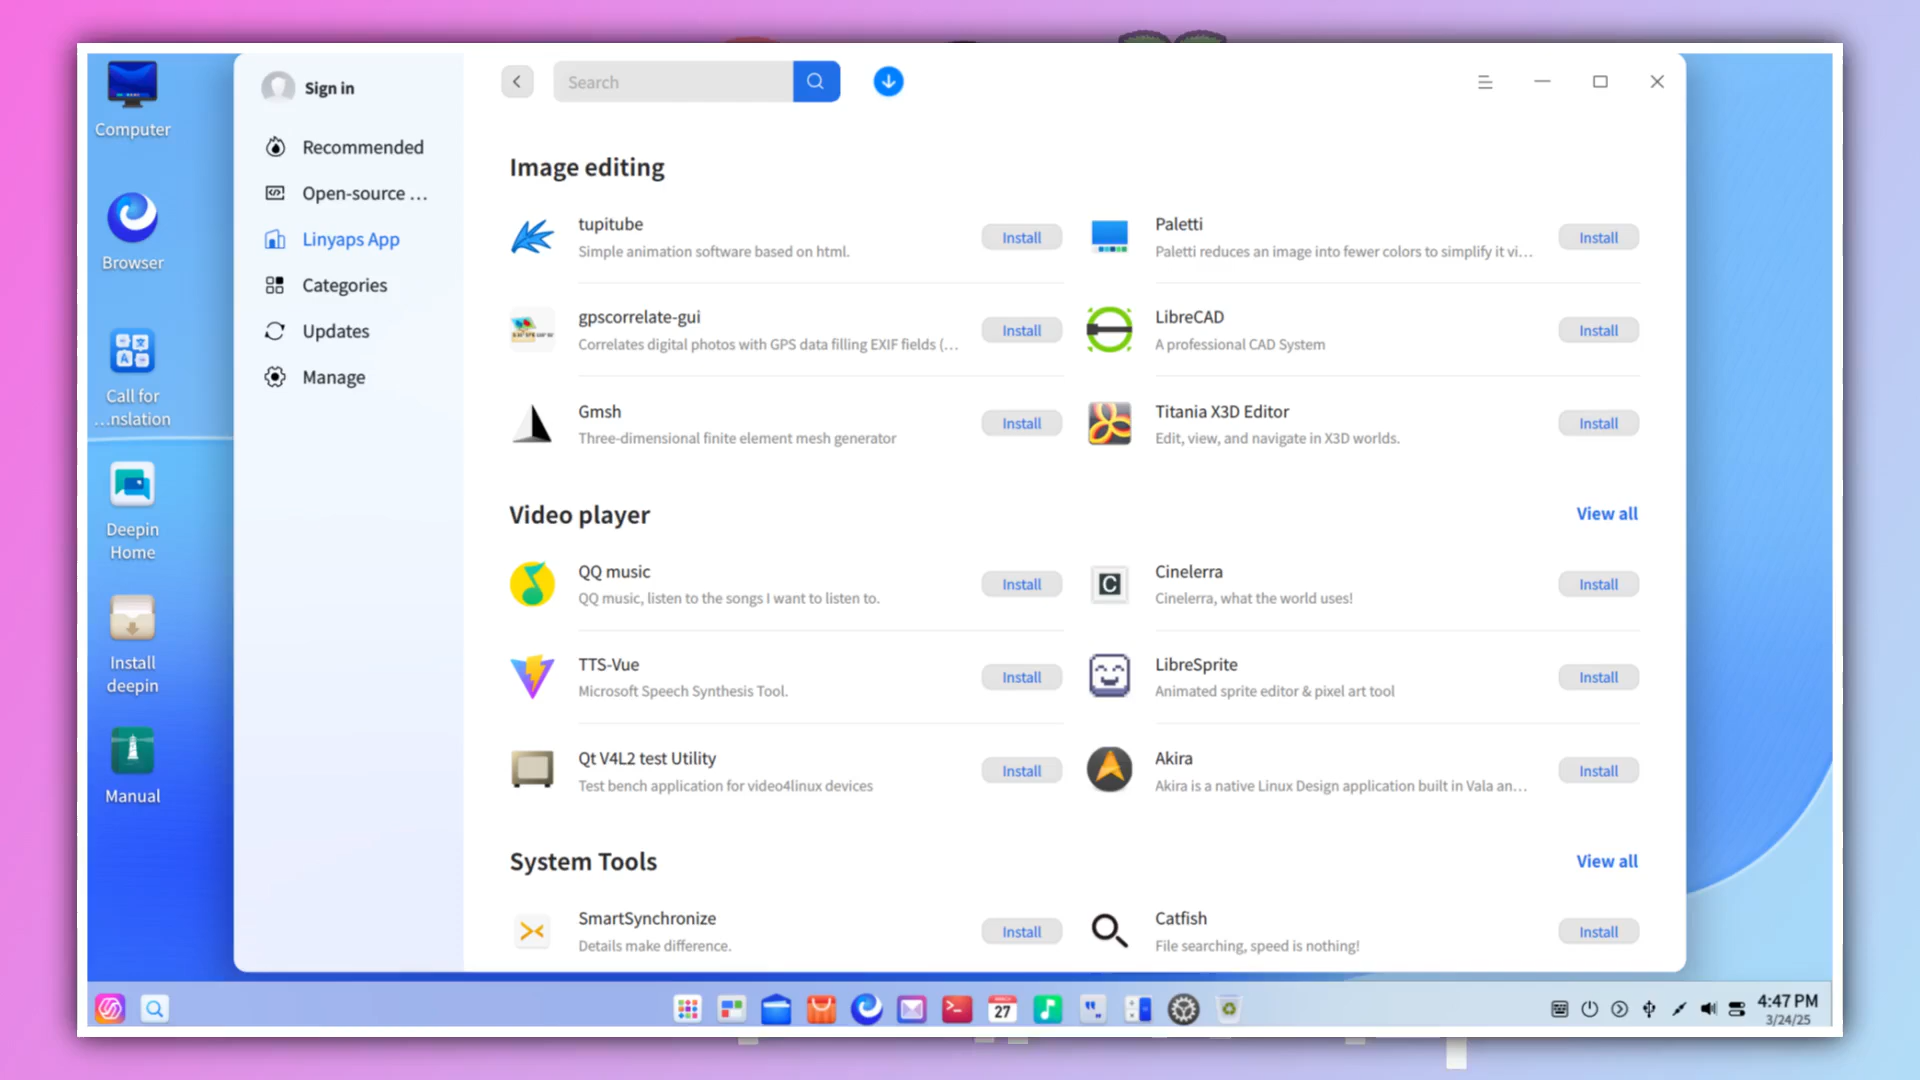 Computer
Browser
Call for
...nslation
Deepin
Home
Install
deepin
Manual
Sign in
Recommended
Open-source ...
Linyaps App
Categories
Updates
Manage
Search
Image editing
tupitube
Simple animation software based on html.
Install
Paletti
Paletti reduces an image into fewer colors to simplify it vi...
Install
gpscorrelate-gui
Correlates digital photos with GPS data filling EXIF fields (...
Install
LibreCAD
A professional CAD System
Install
Gmsh
Three-dimensional finite element mesh generator
Install
Titania X3D Editor
Edit, view, and navigate in X3D worlds.
Install
Video player
View all
QQ music
QQ music, listen to the songs I want to listen to.
Install
Cinelerra
Cinelerra, what the world uses!
Install
TTS-Vue
Microsoft Speech Synthesis Tool.
Install
LibreSprite
Animated sprite editor & pixel art tool
Install
Qt V4L2 test Utility
Test bench application for video4linux devices
Install
Akira
Akira is a native Linux Design application built in Vala an...
Install
System Tools
View all
SmartSynchronize
Details make difference.
Install
Catfish
File searching, speed is nothing!
Install
27
4:47 PM
3/24/25